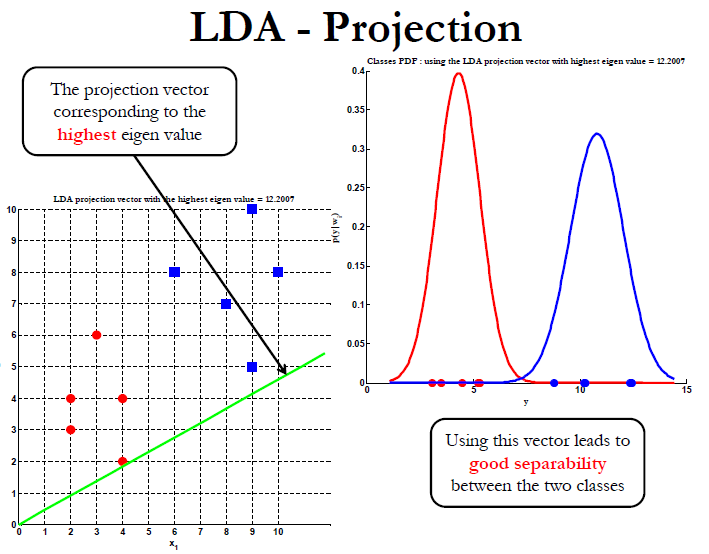 LDA - Projection
The projection vector
corresponding to the
highest eigen value
LDA projection vector with the highest eigen value = 12.2007
10
9
8
7
6
5
4
3
2
1
0
0 1 2 3 4 5 6 7 8 9 10
x1
Classes PDF : using the LDA projection vector with highest eigen value = 12.2007
0.4
0.35
0.3
0.25
0.2
0.15
0.1
0.05
0
p(y|wi)
0 5 10 15
y
Using this vector leads to
good separability
between the two classes